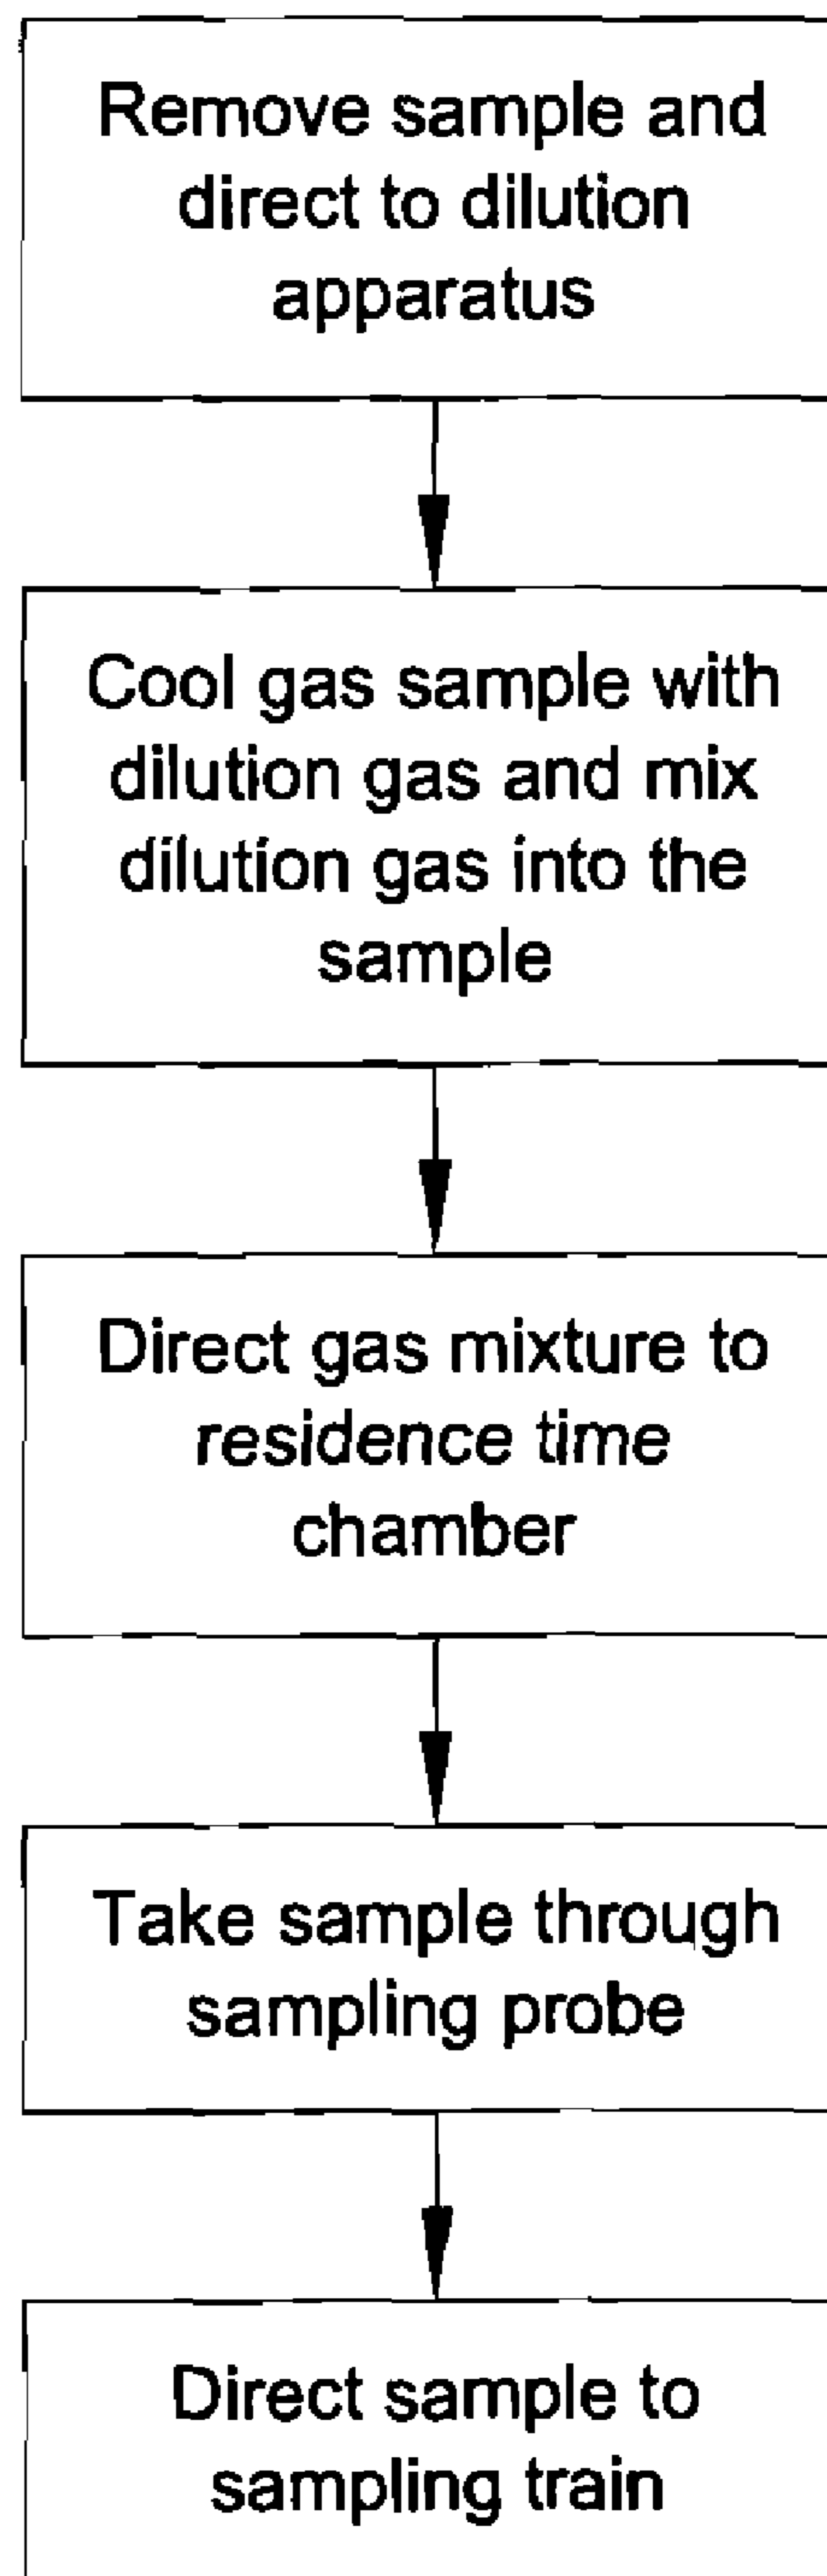 Remove sample and
direct to dilution
apparatus
Cool gas sample with
dilution gas and mix
dilution gas into the
sample
Direct gas mixture to
residence time
chamber
Take sample through
sampling probe
Direct sample to
sampling train